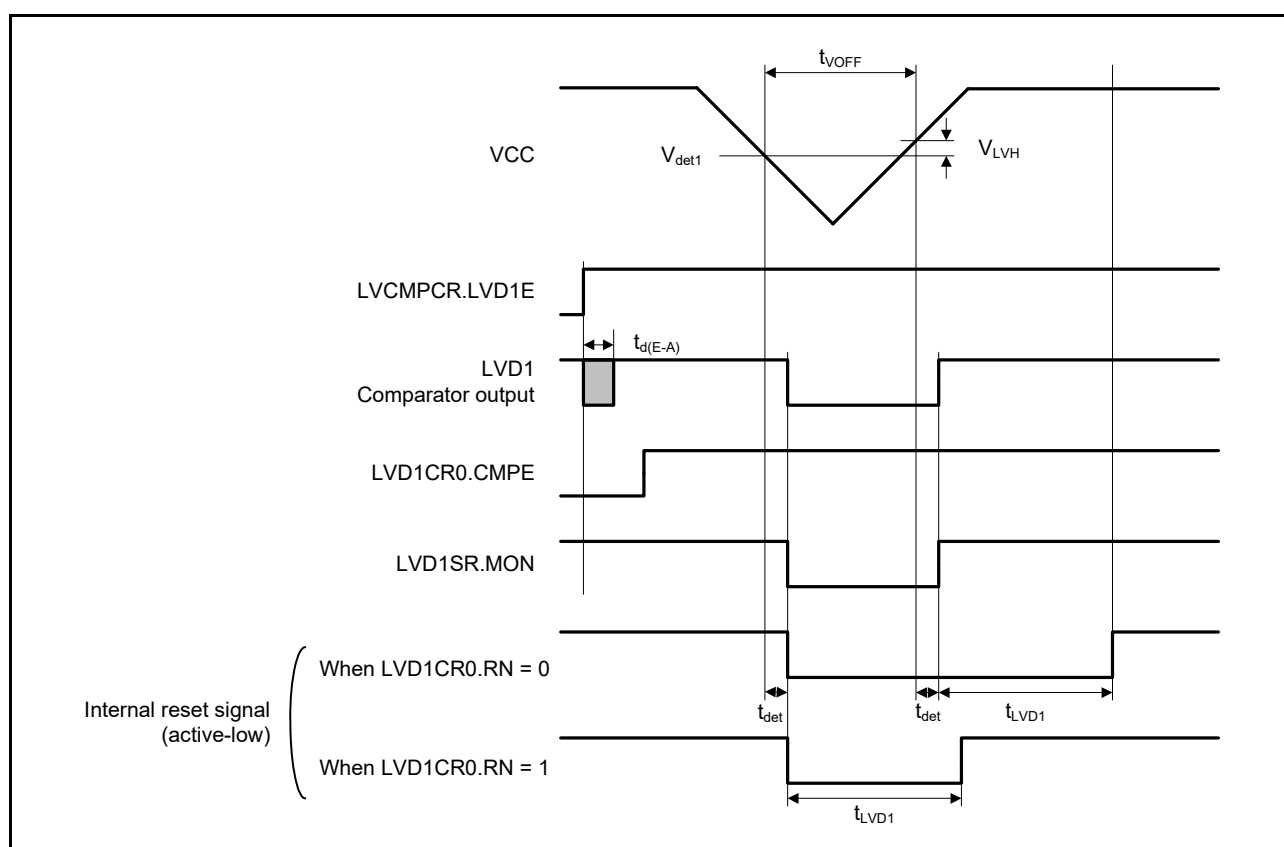 tVOFF
VCC
Vdet1
VLVH
LVCMPCR.LVD1E
td(E-A)
LVD1
Comparator output
LVD1CR0.CMPE
LVD1SR.MON
When LVD1CR0.RN = 0
tdet
tdet
tLVD1
Internal reset signal
(active-low)
When LVD1CR0.RN = 1
tLVD1